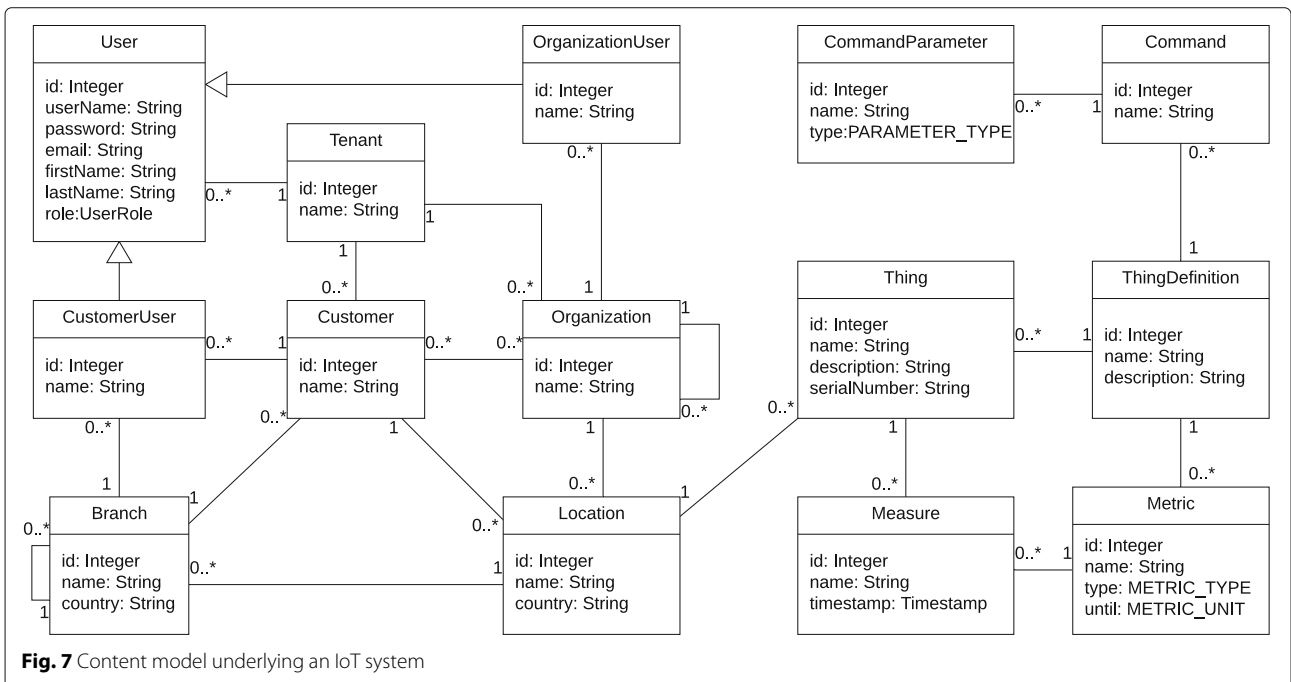 User
id: Integer
userName: String
password: String
email: String
firstName: String
lastName: String
role:UserRole
OrganizationUser
id: Integer
name: String
CommandParameter
id: Integer
name: String
type:PARAMETER_TYPE
0..*
1
Command
id: Integer
name: String
0..*
1
Tenant
id: Integer
name: String
1
0..*
1
0..*
1
0..*
0..*
1
0..*
1
CustomerUser
id: Integer
name: String
0..*
1
Customer
id: Integer
name: String
0..*
0..*
Organization
id: Integer
name: String
1
0..*
Thing
id: Integer
name: String
description: String
serialNumber: String
0..*
1
ThingDefinition
id: Integer
name: String
description: String
0..*
1
0..*
1
1
0..*
1
0..*
0..*
1
1
0..*
1
0..*
Branch
id: Integer
name: String
country: String
0..*
1
0..*
1
Location
id: Integer
name: String
country: String
Measure
id: Integer
name: String
timestamp: Timestamp
0..*
1
Metric
id: Integer
name: String
type: METRIC_TYPE
until: METRIC_UNIT
Fig. 7 Content model underlying an IoT system